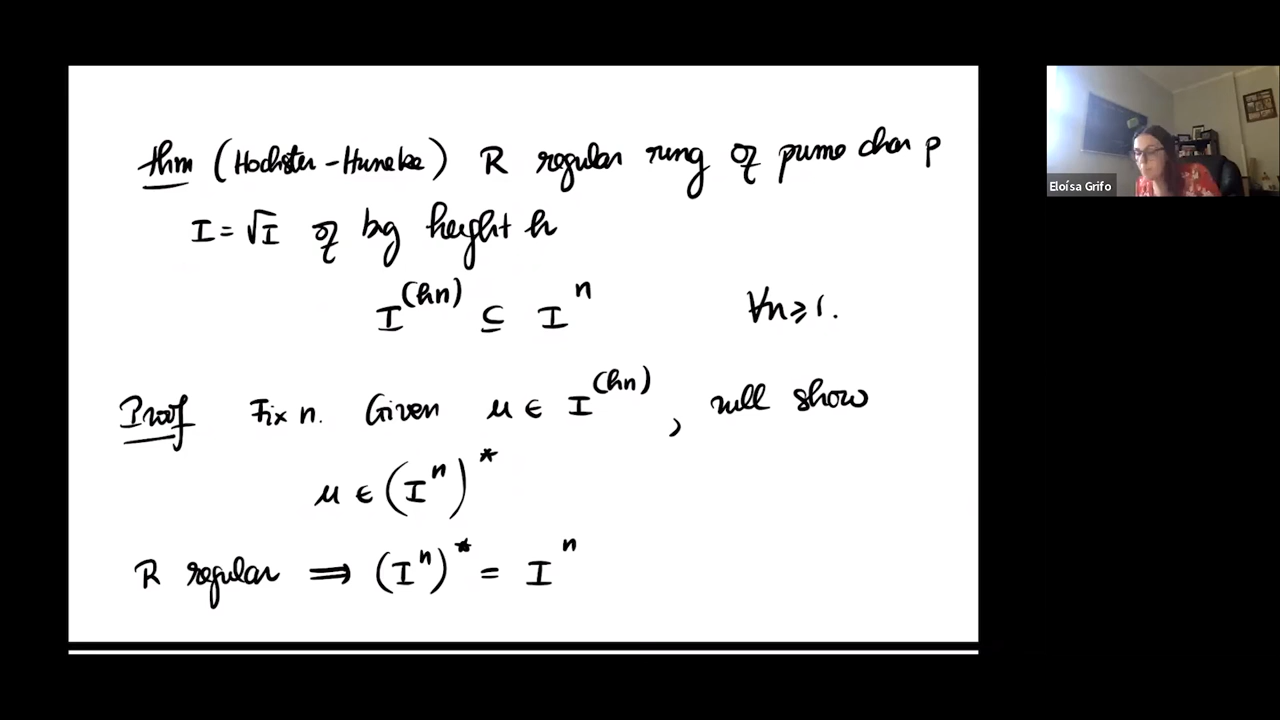 Thm (Hochster-Huneke) R regular ring of prime char p
I = √I of big height h
I^(hn) ⊆ I^n ∀n ≥ 1.
Proof Fix n. Given u ∈ I^(hn), will show
u ∈ (I^n)^*
R regular ⟹ (I^n)^* = I^n
Eloísa Grifo